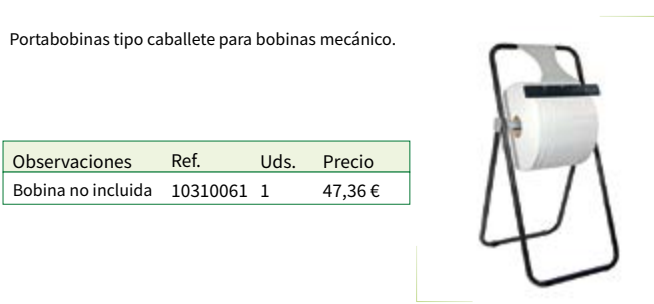 Portabobinas tipo caballete para bobinas mecánico.
Observaciones Ref. Uds. Precio
Bobina no incluida 10310061 1 47,36 €